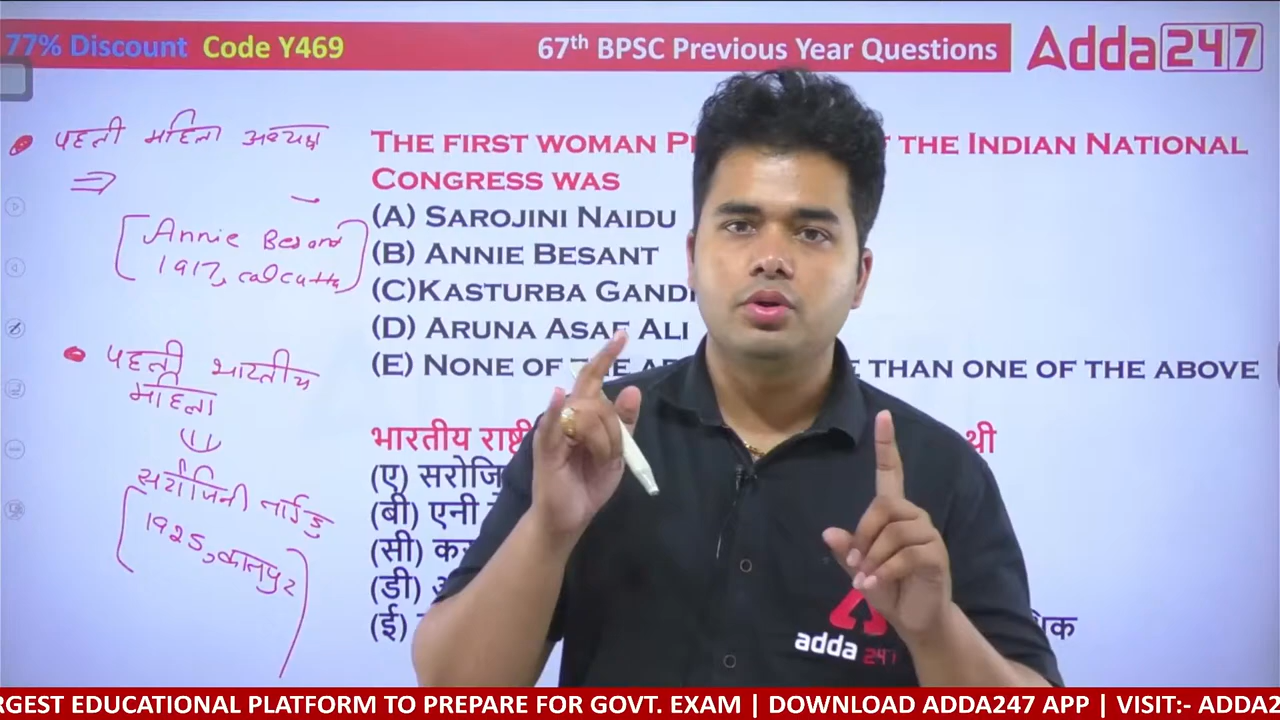 77% Discount Code Y469
67th BPSC Previous Year Questions
Adda247
पहली महिला अध्यक्ष
THE FIRST WOMAN P THE INDIAN NATIONAL
CONGRESS WAS
(A) SAROJINI NAIDU
(B) ANNIE BESANT
(C)KASTURBA GANDH
(D) ARUNA ASAF ALI
(E) NONE OF THE THAN ONE OF THE ABOVE
Annie Besant
1917, calcutta
पहली भारतीय
महिला
सरोजिनी नाईडु
1925, कानपुर
भारतीय राष्ट्री थी
(ए) सरोजि
(बी) एनी
(सी) क
(डी)
(ई)
adda 247
RGEST EDUCATIONAL PLATFORM TO PREPARE FOR GOVT. EXAM | DOWNLOAD ADDA247 APP | VISIT:- ADDA2